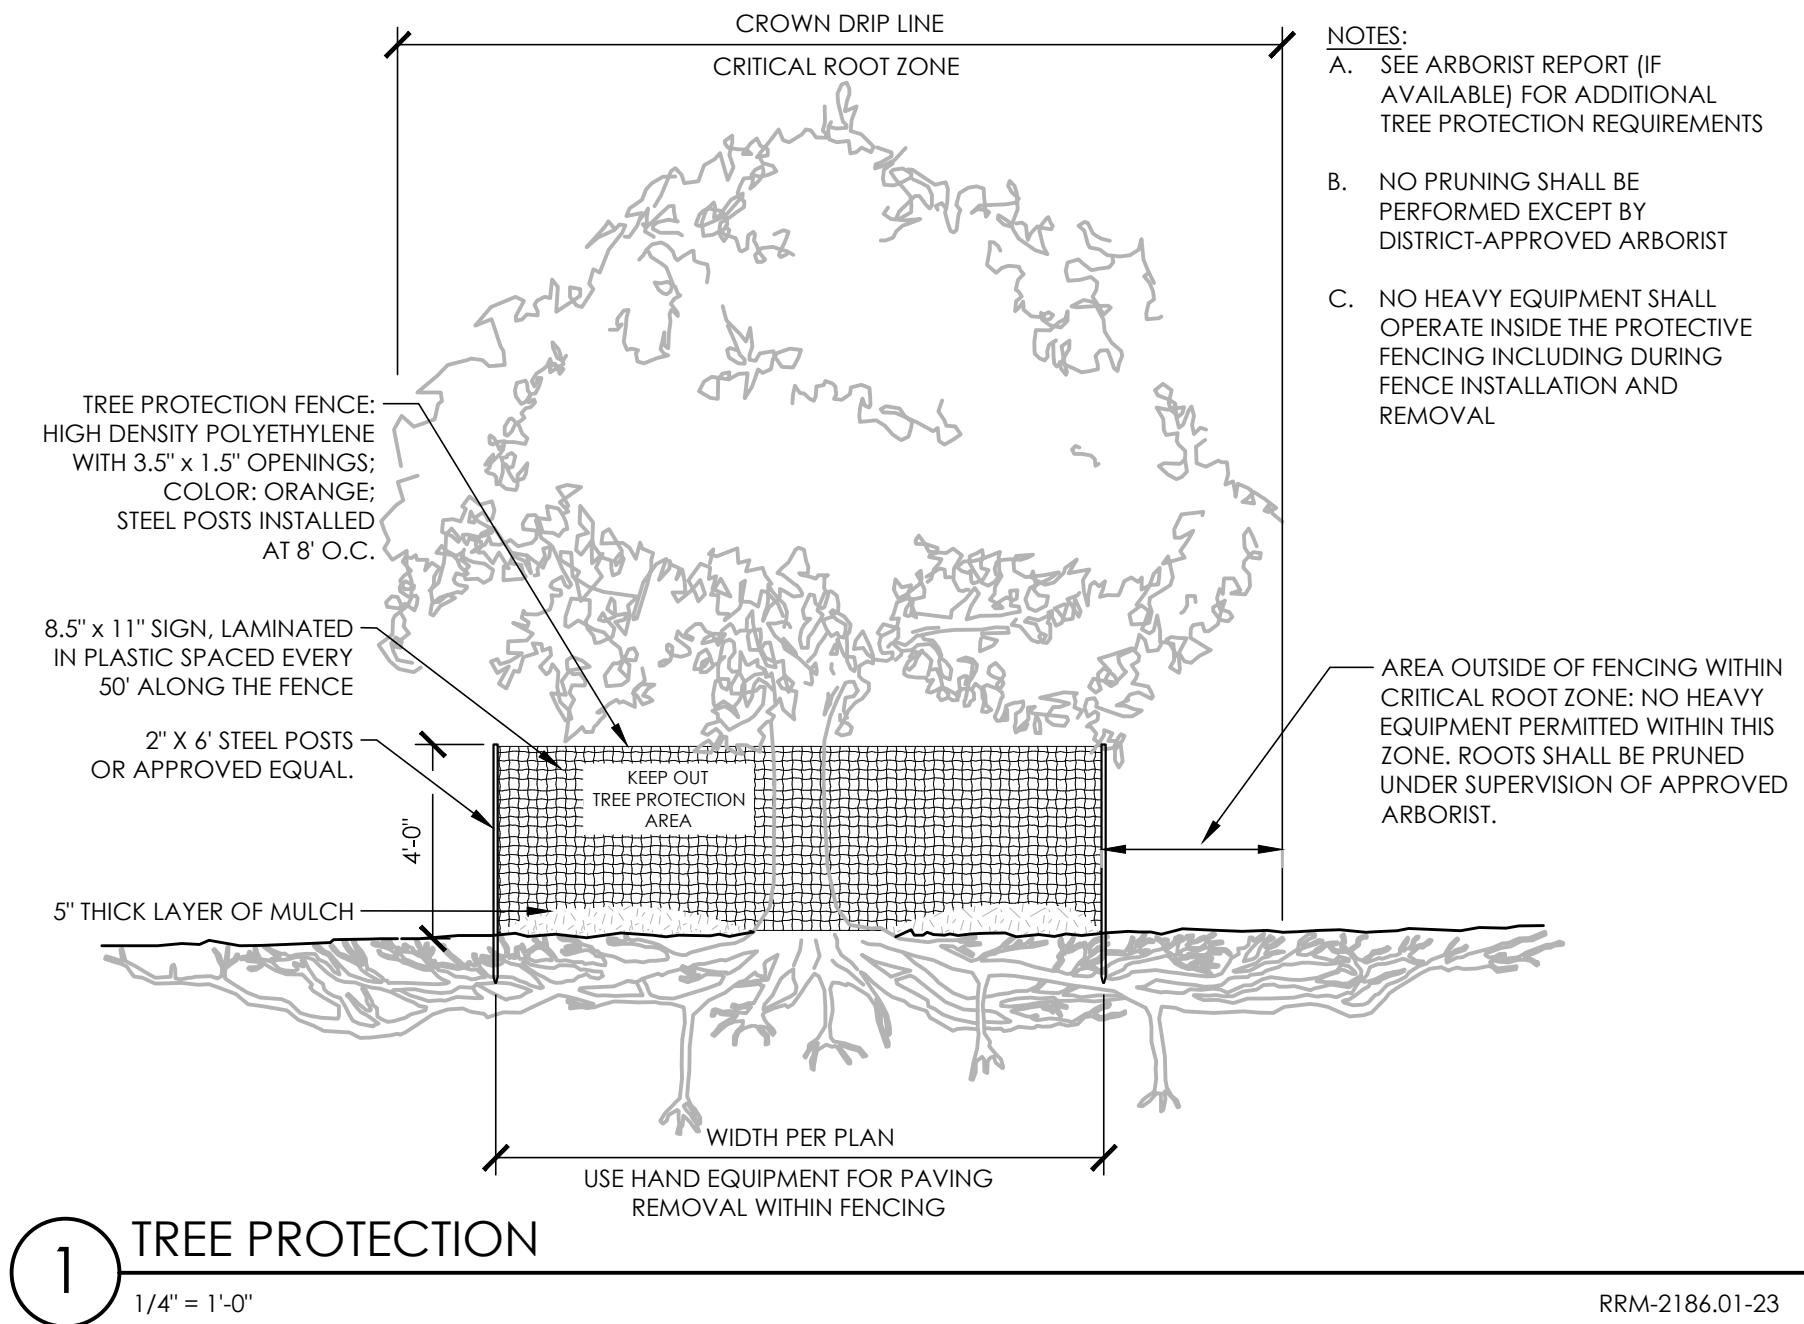 CROWN DRIP LINE
CRITICAL ROOT ZONE
NOTES:
A. SEE ARBORIST REPORT (IF
AVAILABLE) FOR ADDITIONAL
TREE PROTECTION REQUIREMENTS
B. NO PRUNING SHALL BE
PERFORMED EXCEPT BY
DISTRICT-APPROVED ARBORIST
C. NO HEAVY EQUIPMENT SHALL
OPERATE INSIDE THE PROTECTIVE
FENCING INCLUDING DURING
FENCE INSTALLATION AND
REMOVAL
TREE PROTECTION FENCE:
HIGH DENSITY POLYETHYLENE
WITH 3.5" x 1.5" OPENINGS;
COLOR: ORANGE;
STEEL POSTS INSTALLED
AT 8' O.C.
8.5" x 11" SIGN, LAMINATED
IN PLASTIC SPACED EVERY
50' ALONG THE FENCE
2" X 6' STEEL POSTS
OR APPROVED EQUAL.
4'-0"
5" THICK LAYER OF MULCH
KEEP OUT
TREE PROTECTION
AREA
AREA OUTSIDE OF FENCING WITHIN
CRITICAL ROOT ZONE: NO HEAVY
EQUIPMENT PERMITTED WITHIN THIS
ZONE. ROOTS SHALL BE PRUNED
UNDER SUPERVISION OF APPROVED
ARBORIST.
WIDTH PER PLAN
USE HAND EQUIPMENT FOR PAVING
REMOVAL WITHIN FENCING
1 TREE PROTECTION
1/4" = 1'-0"
RRM-2186.01-23